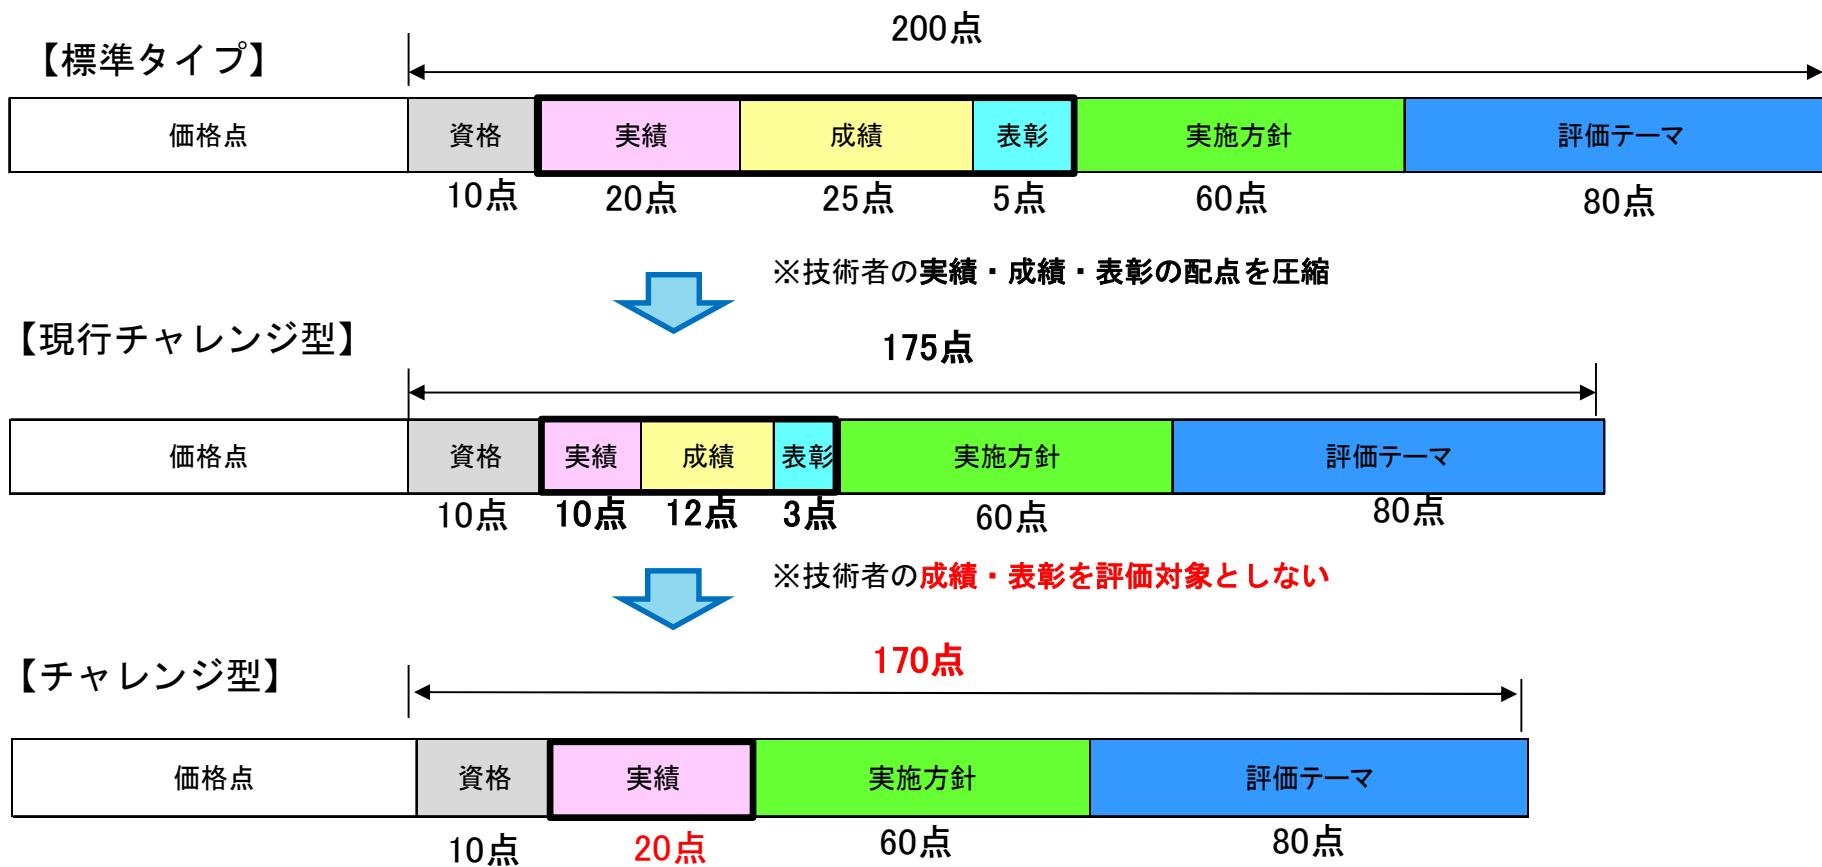 200点
【標準タイプ】
価格点 資格 実績 成績 表彰 実施方針 評価テーマ
10点 20点 25点 5点 60点 80点
※技術者の実績・成績・表彰の配点を圧縮
【現行チャレンジ型】
175点
価格点 資格 実績 成績 表彰 実施方針 評価テーマ
10点 10点 12点 3点 60点 80点
※技術者の成績・表彰を評価対象としない
【チャレンジ型】
170点
価格点 資格 実績 実施方針 評価テーマ
10点 20点 60点 80点